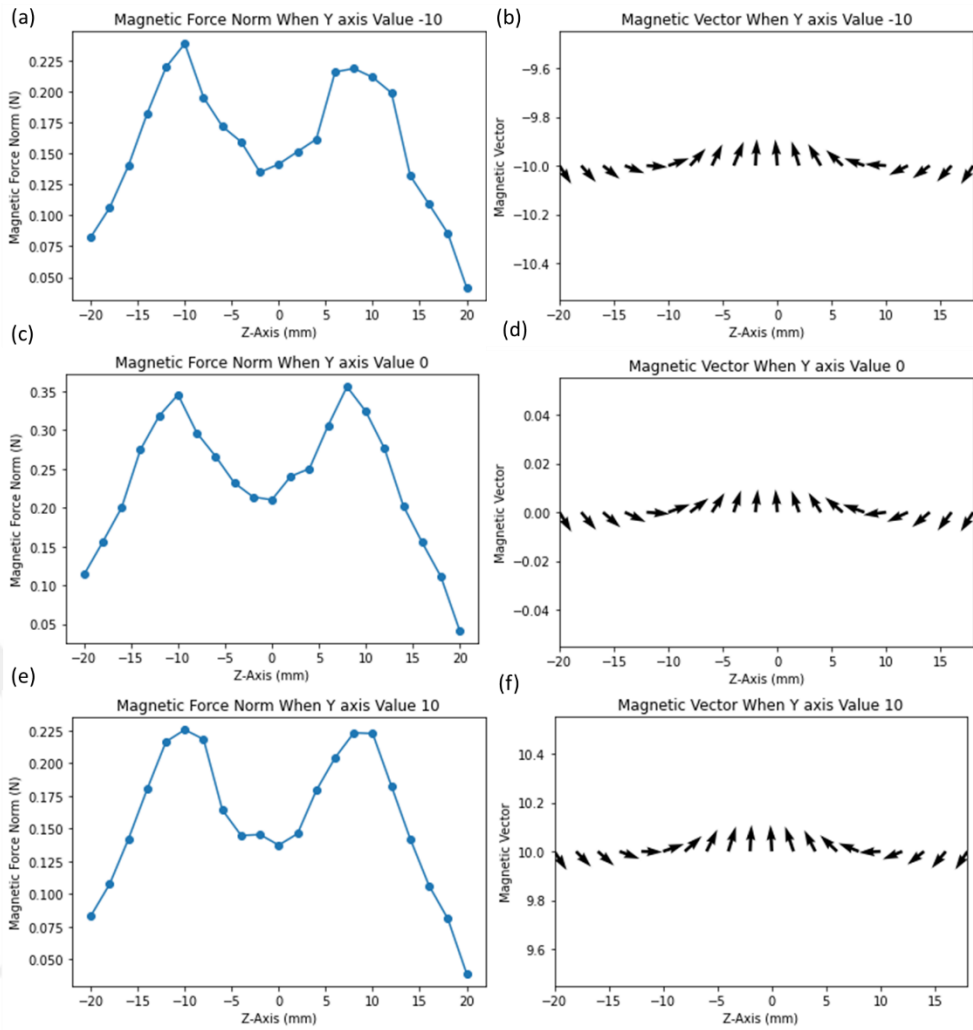 (a)
Magnetic Force Norm When Y axis Value -10
Magnetic Force Norm (N)
0.225
0.200
0.175
0.150
0.125
0.100
0.075
0.050
−20 −15 −10 −5 0 5 10 15 20
Z-Axis (mm)
(b)
Magnetic Vector When Y axis Value -10
Magnetic Vector
−9.6
−9.8
−10.0
−10.2
−10.4
−20 −15 −10 −5 0 5 10 15
Z-Axis (mm)
(c)
Magnetic Force Norm When Y axis Value 0
Magnetic Force Norm (N)
0.35
0.30
0.25
0.20
0.15
0.10
0.05
−20 −15 −10 −5 0 5 10 15 20
Z-Axis (mm)
(d)
Magnetic Vector When Y axis Value 0
Magnetic Vector
0.04
0.02
0.00
−0.02
−0.04
−20 −15 −10 −5 0 5 10 15
Z-Axis (mm)
(e)
Magnetic Force Norm When Y axis Value 10
Magnetic Force Norm (N)
0.225
0.200
0.175
0.150
0.125
0.100
0.075
0.050
−20 −15 −10 −5 0 5 10 15 20
Z-Axis (mm)
(f)
Magnetic Vector When Y axis Value 10
Magnetic Vector
10.4
10.2
10.0
9.8
9.6
−20 −15 −10 −5 0 5 10 15
Z-Axis (mm)